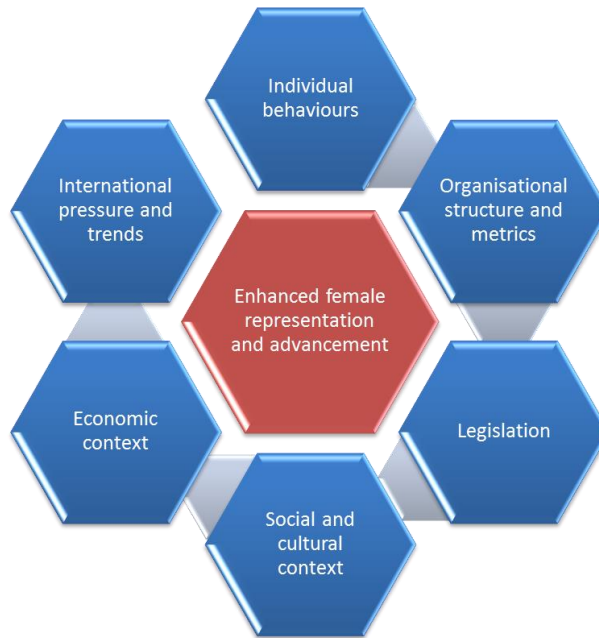 Individual
behaviours
Organisational
structure and
metrics
Legislation
Social and
cultural
context
Economic
context
International
pressure and
trends
Enhanced female
representation
and advancement